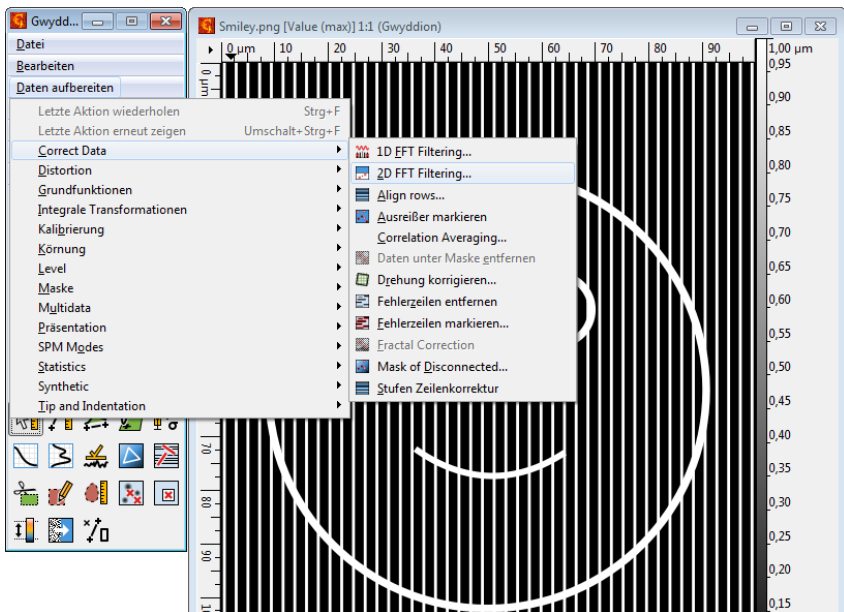 Gwydd...
Datei
Bearbeiten
Daten aufbereiten
Letzte Aktion wiederholen Strg+F
Letzte Aktion erneut zeigen Umschalt+Strg+F
Correct Data
Distortion
Grundfunktionen
Integrale Transformationen
Kalibrierung
Körnung
Level
Maske
Multidata
Präsentation
SPM Modes
Statistics
Synthetic
Tip and Indentation
1D FFT Filtering...
2D FFT Filtering...
Align rows...
Ausreißer markieren
Correlation Averaging...
Daten unter Maske entfernen
Drehung korrigieren...
Fehlerzeilen entfernen
Fehlerzeilen markieren...
Fractal Correction
Mask of Disconnected...
Stufen Zeilenkorrektur
Smiley.png [Value (max)] 1:1 (Gwyddion)
0 µm 10 20 30 40 50 60 70 80 90
0 µm
70
80
90
1,00 µm
0,95
0,90
0,85
0,80
0,75
0,70
0,65
0,60
0,55
0,50
0,45
0,40
0,35
0,30
0,25
0,20
0,15